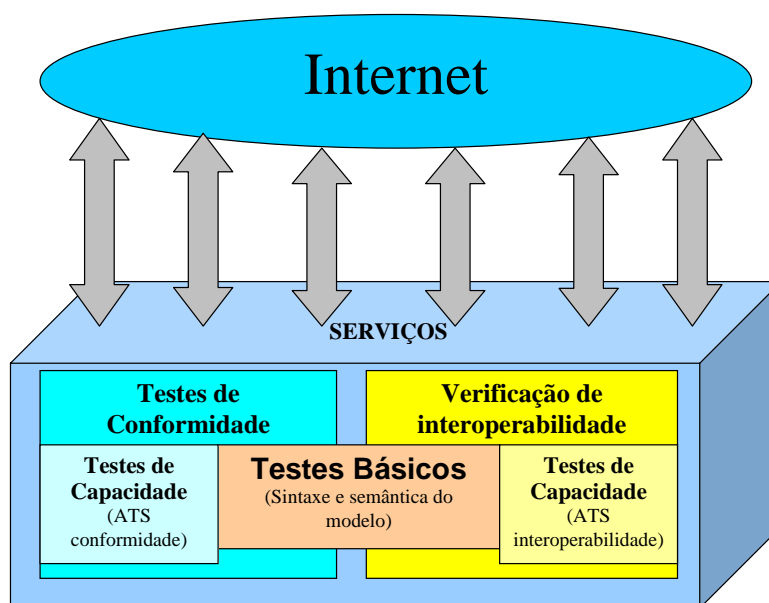 Internet
SERVIÇOS
Testes de
Conformidade
Verificação de
interoperabilidade
Testes de
Capacidade
(ATS
conformidade)
Testes Básicos
(Sintaxe e semântica do
modelo)
Testes de
Capacidade
(ATS
interoperabilidade)